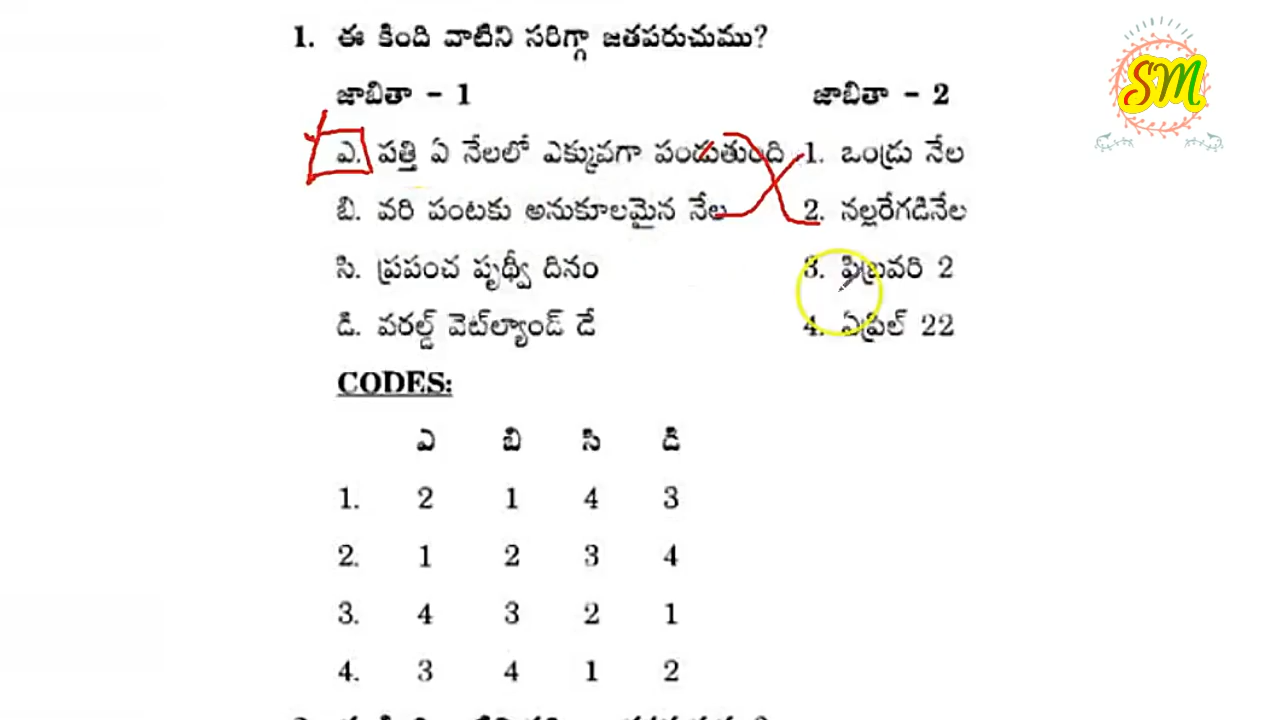 1. ఈ కింది వాటిని సరిగ్గా జతపరుచుము?
SM
జాబితా - 1 జాబితా - 2
ఎ. పత్తి ఏ నేలలో ఎక్కువగా పండుతుంది 1. ఒండ్రు నేల
బి. వరి పంటకు అనుకూలమైన నేల 2. నల్లరేగడినేల
సి. ప్రపంచ పృథ్వీ దినం 3. ఫిబ్రవరి 2
డి. వరల్డ్ వెట్‌ల్యాండ్ డే 4. ఏప్రిల్ 22
CODES:
ఎ బి సి డి
1. 2 1 4 3
2. 1 2 3 4
3. 4 3 2 1
4. 3 4 1 2